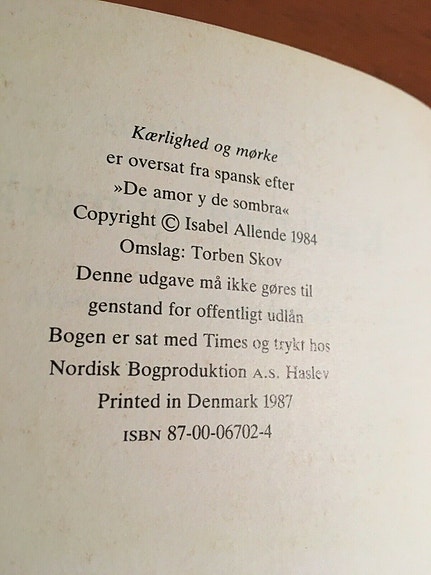 Kærlighed og mørke
er oversat fra spansk efter
»De amor y de sombra«
Copyright © Isabel Allende 1984
Omslag: Torben Skov
Denne udgave må ikke gøres til
genstand for offentligt udlån
Bogen er sat med Times og trykt hos
Nordisk Bogproduktion A.S. Haslev
Printed in Denmark 1987
ISBN 87-00-06702-4